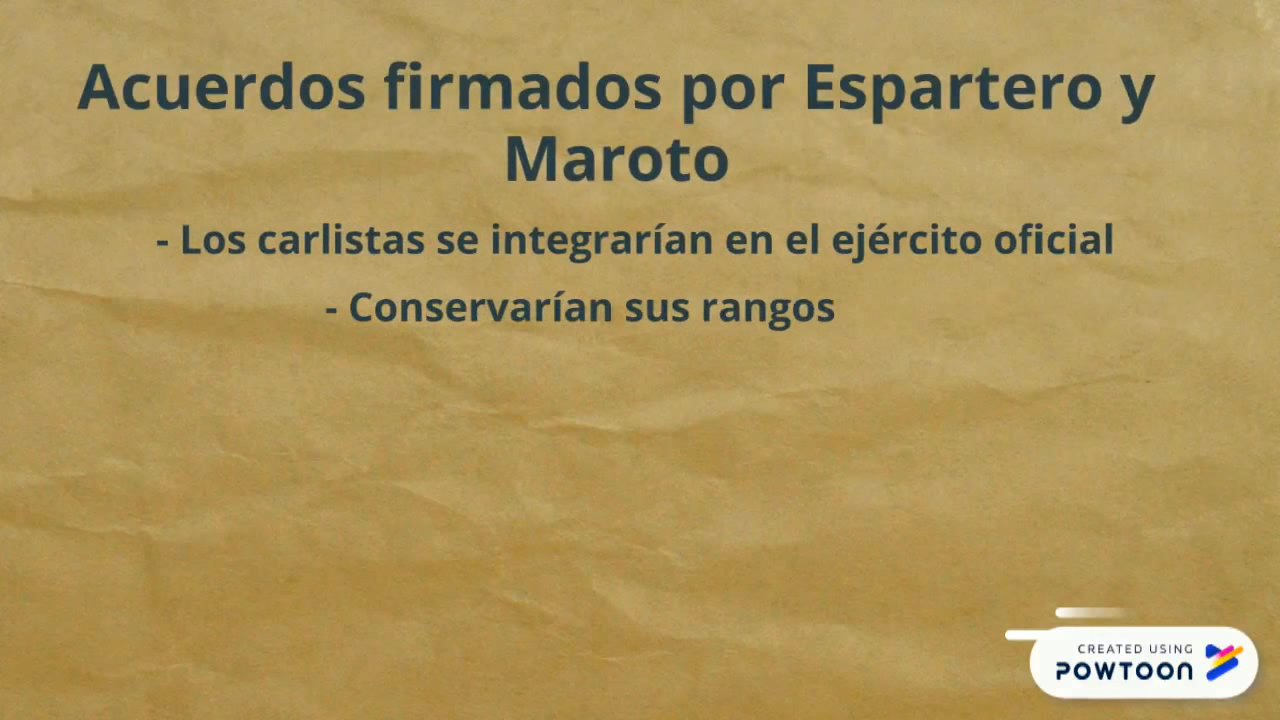 Acuerdos firmados por Espartero y
Maroto
- Los carlistas se integrarían en el ejército oficial
- Conservarían sus rangos
CREATED USING
POWTOON